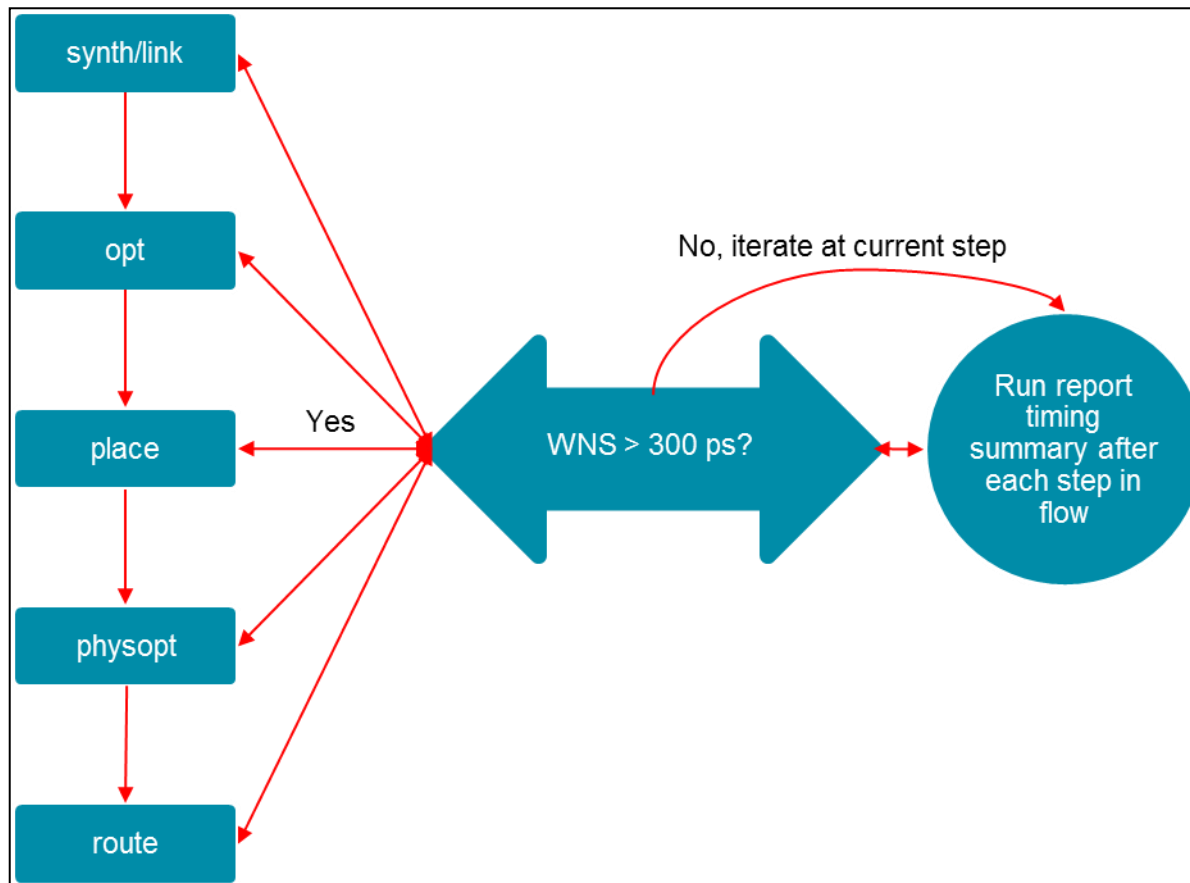 synth/link
opt
No, iterate at current step
place
Yes
WNS > 300 ps?
Run report
timing
summary after
each step in
flow
physopt
route